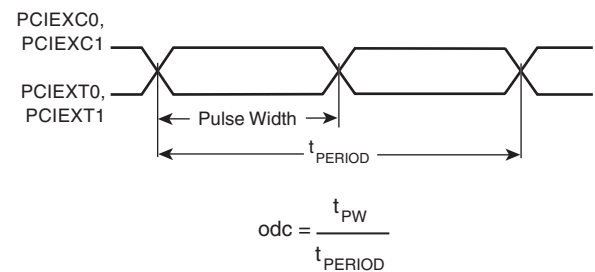 PCIEXC0,
PCIEXC1
PCIEXT0,
PCIEXT1
Pulse Width
tPERIOD
odc = tPW / tPERIOD